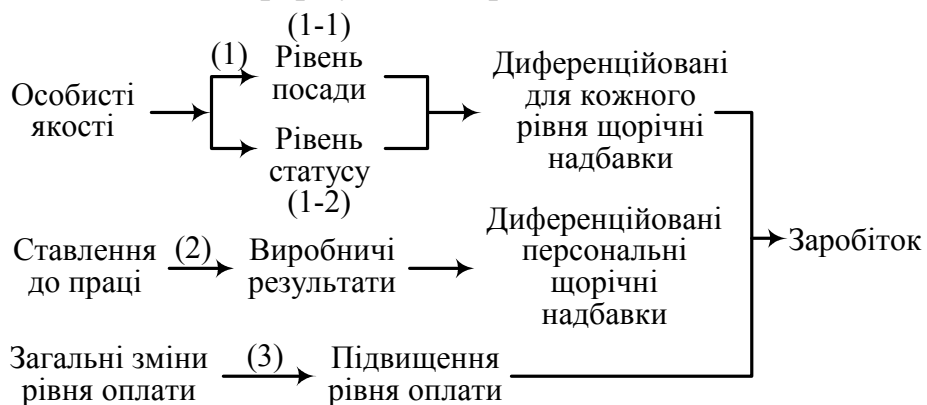 (1-1)
(1)
Рівень
посади
Особисті
якості
Рівень
статусу
(1-2)
Диференційовані
для кожного
рівня щорічні
надбавки
Ставлення
до праці
(2)
Виробничі
результати
Диференційовані
персональні
щорічні
надбавки
Заробіток
Загальні зміни
рівня оплати
(3)
Підвищення
рівня оплати